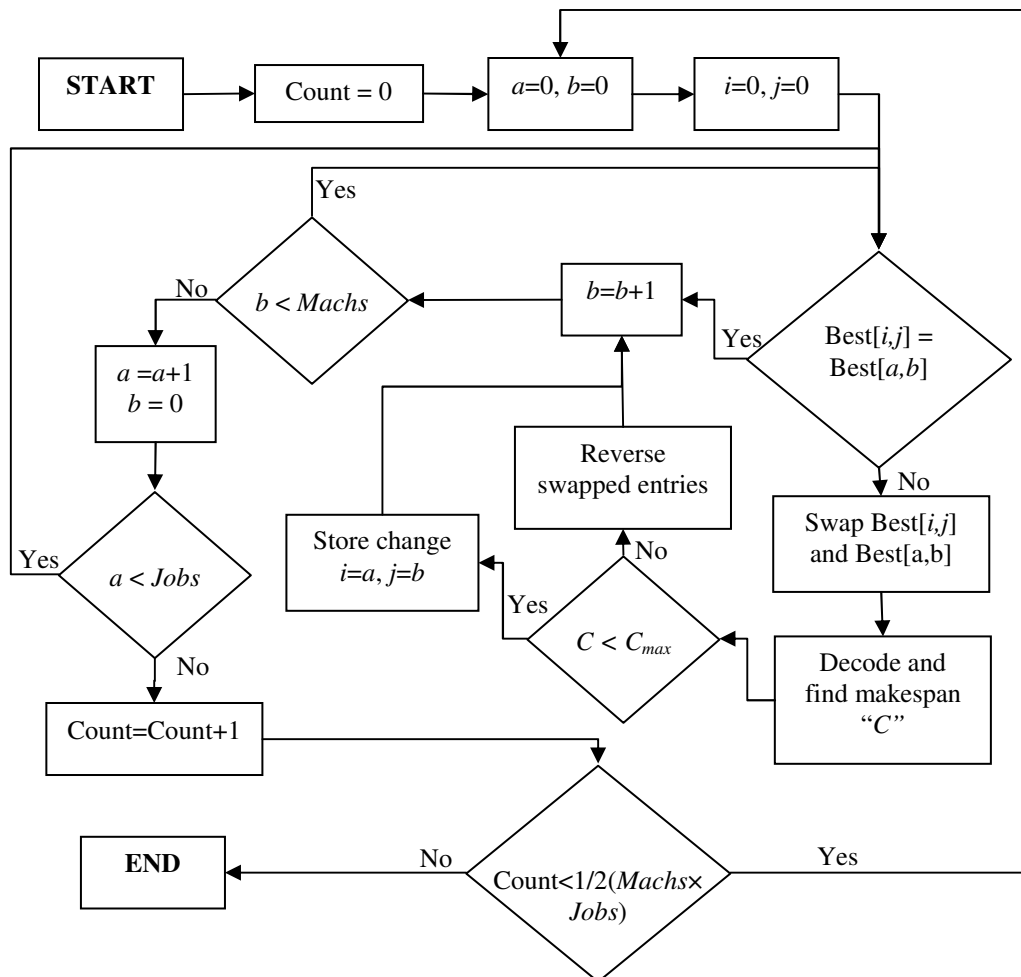 START
Count = 0
a=0, b=0
i=0, j=0
Yes
b < Machs
No
b=b+1
Yes
Best[i,j] =
Best[a,b]
a =a+1
b = 0
Reverse
swapped entries
No
Swap Best[i,j]
and Best[a,b]
Store change
i=a, j=b
No
Yes
a < Jobs
Yes
C < Cmax
Decode and
find makespan
“C”
No
Count=Count+1
END
No
Count<1/2(Machs×
Jobs)
Yes